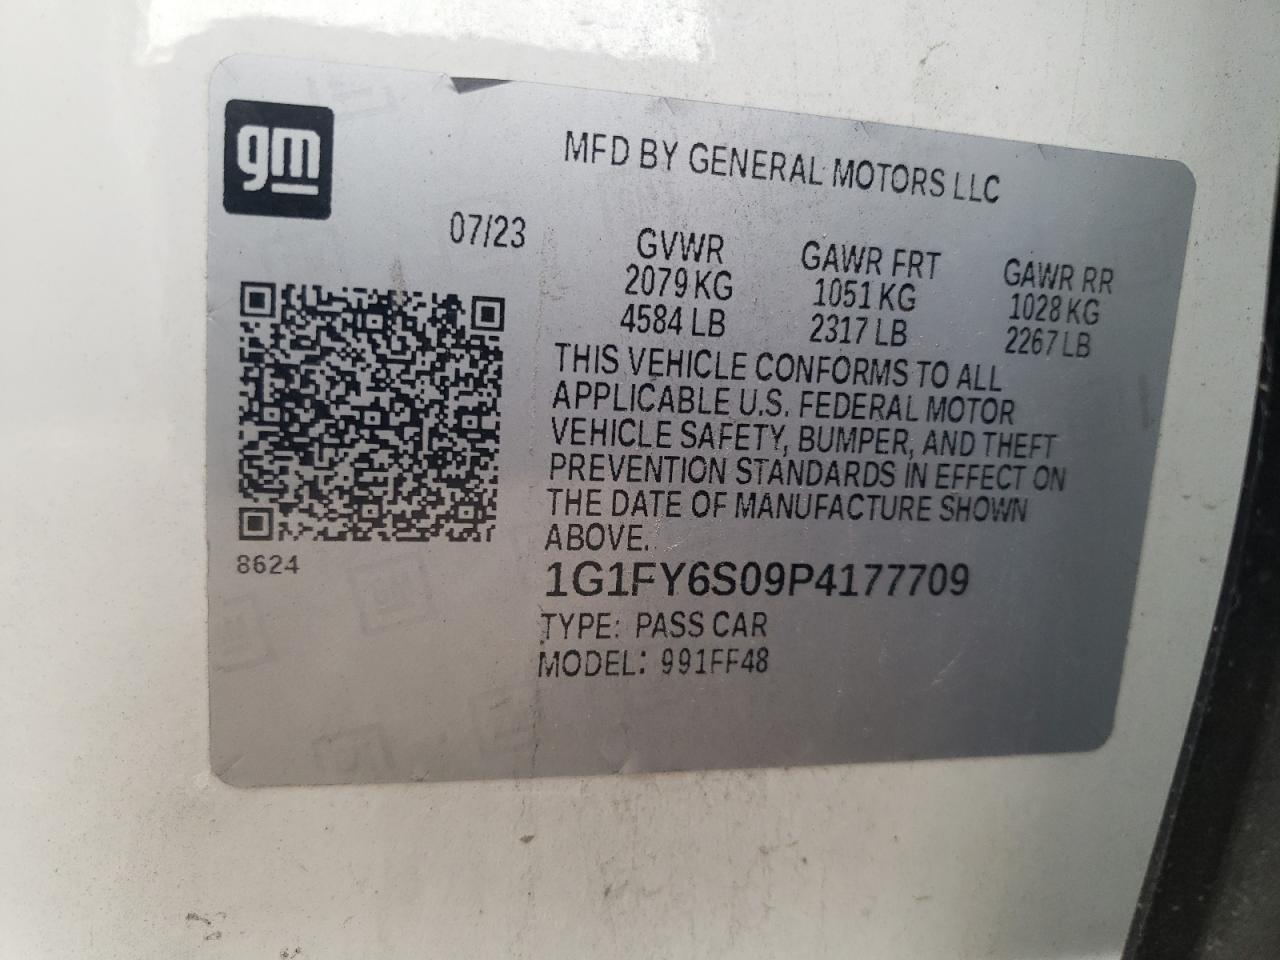 gm
MFD BY GENERAL MOTORS LLC
07/23
GVWR GAWR FRT GAWR RR
2079 KG 1051 KG 1028 KG
4584 LB 2317 LB 2267 LB
THIS VEHICLE CONFORMS TO ALL
APPLICABLE U.S. FEDERAL MOTOR
VEHICLE SAFETY, BUMPER, AND THEFT
PREVENTION STANDARDS IN EFFECT ON
THE DATE OF MANUFACTURE SHOWN
ABOVE.
8624
1G1FY6S09P4177709
TYPE: PASS CAR
MODEL: 991FF48